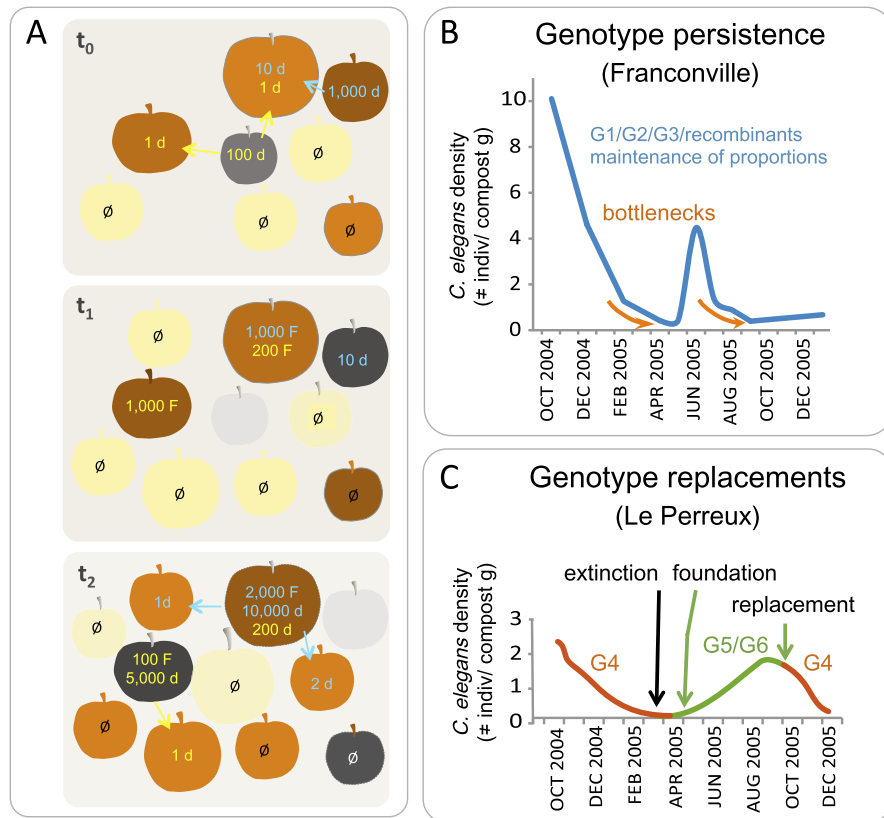 A
t0
10 d
1 d
1,000 d
1 d
100 d
Ø
Ø
Ø
Ø
t1
Ø
1,000 F
200 F
10 d
1,000 F
Ø
Ø
Ø
Ø
Ø
t2
1d
2,000 F
10,000 d
200 d
Ø
100 F
5,000 d
Ø
2 d
Ø
1 d
Ø
Ø
B
Genotype persistence
(Franconville)
C. elegans density
(≠ indiv/ compost g)
10
8
6
4
2
0
G1/G2/G3/recombinants
maintenance of proportions
bottlenecks
OCT 2004
DEC 2004
FEB 2005
APR 2005
JUN 2005
AUG 2005
OCT 2005
DEC 2005
C
Genotype replacements
(Le Perreux)
extinction
foundation
replacement
C. elegans density
(≠ indiv/ compost g)
3
2
1
0
G4
G5/G6
G4
OCT 2004
DEC 2004
FEB 2005
APR 2005
JUN 2005
AUG 2005
OCT 2005
DEC 2005